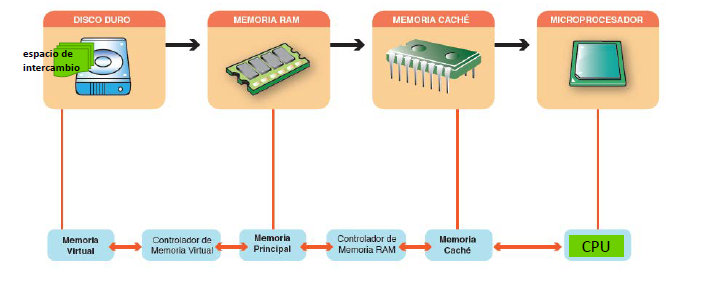 DISCO DURO
MEMORIA RAM
MEMORIA CACHÉ
MICROPROCESADOR
espacio de
intercambio
Memoria
Virtual
Controlador de
Memoria Virtual
Memoria
Principal
Controlador de
Memoria RAM
Memoria
Caché
CPU